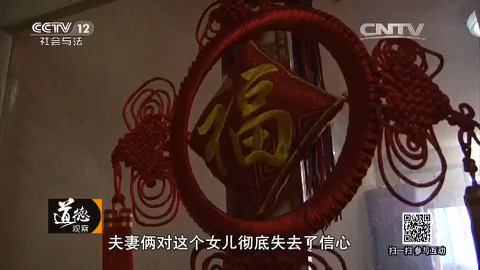 CCTV 12
社会与法
CNTV
福
道德
观察
夫妻俩对这个女儿彻底失去了信心
扫一扫 参与互动